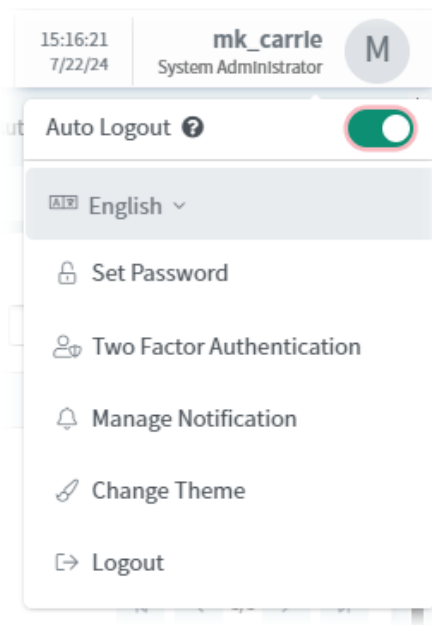 15:16:21
mk_carrie
7/22/24
System Administrator
M
Auto Logout ?
English
Set Password
Two Factor Authentication
Manage Notification
Change Theme
Logout